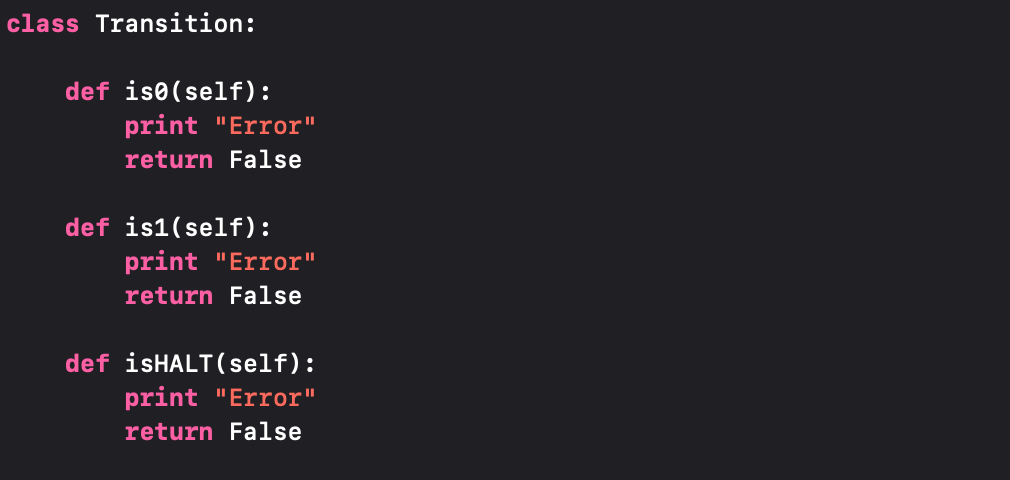 class Transition:
    def is0(self):
        print "Error"
        return False
    def is1(self):
        print "Error"
        return False
    def isHALT(self):
        print "Error"
        return False